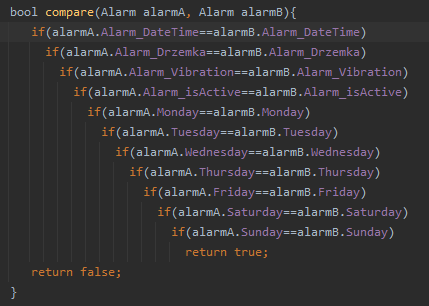 bool compare(Alarm alarmA, Alarm alarmB){
if(alarmA.Alarm_DateTime==alarmB.Alarm_DateTime)
if(alarmA.Alarm_Drzemka==alarmB.Alarm_Drzemka)
if(alarmA.Alarm_Vibration==alarmB.Alarm_Vibration)
if(alarmA.Alarm_isActive==alarmB.Alarm_isActive)
if(alarmA.Monday==alarmB.Monday)
if(alarmA.Tuesday==alarmB.Tuesday)
if(alarmA.Wednesday==alarmB.Wednesday)
if(alarmA.Thursday==alarmB.Thursday)
if(alarmA.Friday==alarmB.Friday)
if(alarmA.Saturday==alarmB.Saturday)
if(alarmA.Sunday==alarmB.Sunday)
return true;
return false;
}